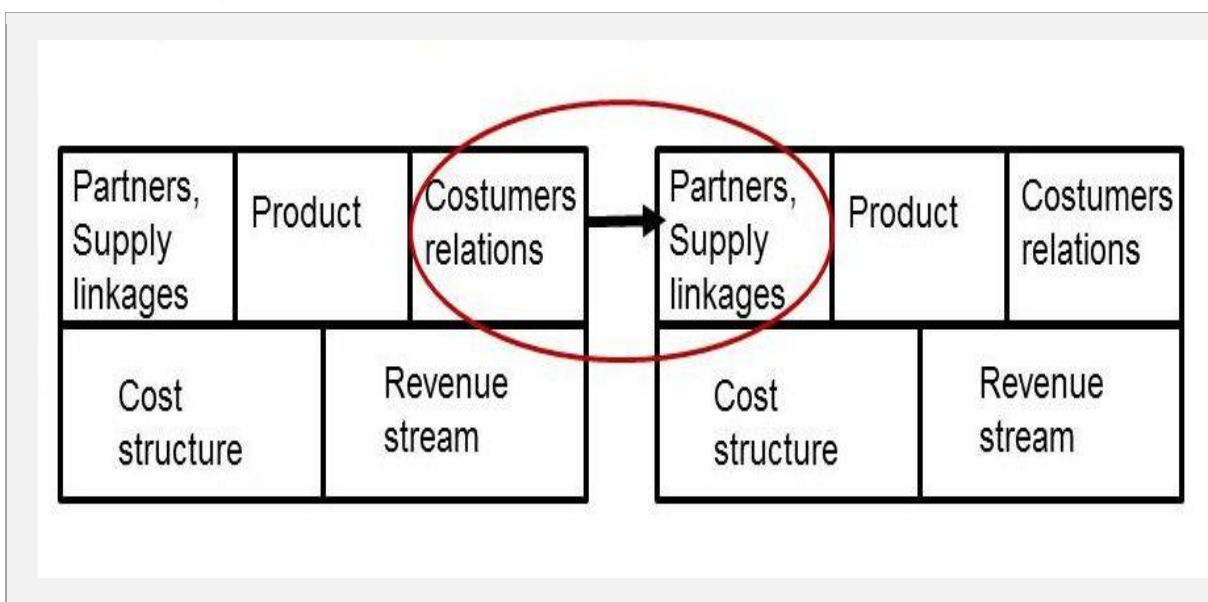 Partners,
Supply
linkages
Product
Costumers
relations
Cost
structure
Revenue
stream
Partners,
Supply
linkages
Product
Costumers
relations
Cost
structure
Revenue
stream